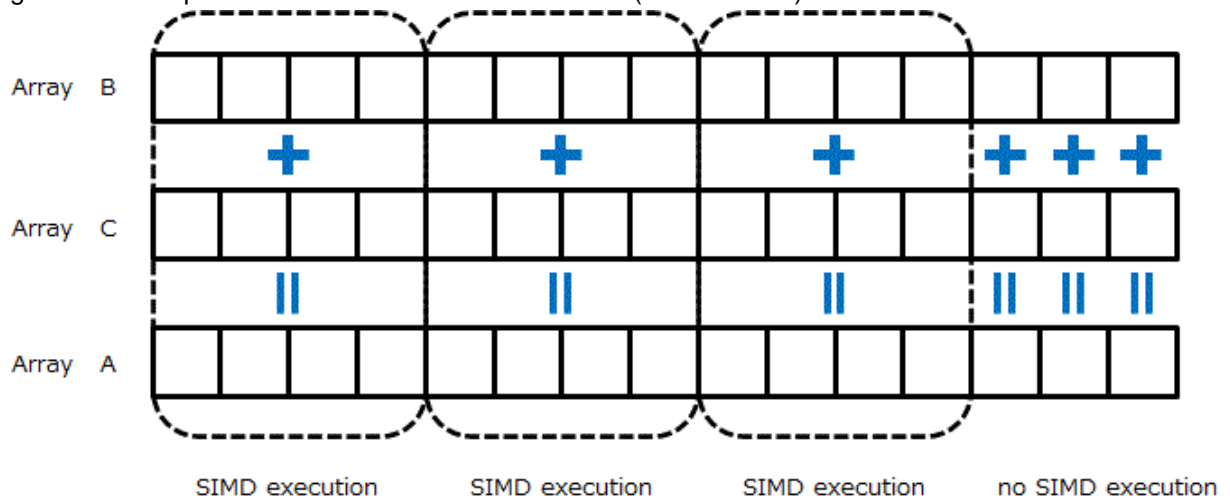 Array B
+ + + + + +
Array C
|| || || || || ||
Array A
SIMD execution SIMD execution SIMD execution no SIMD execution